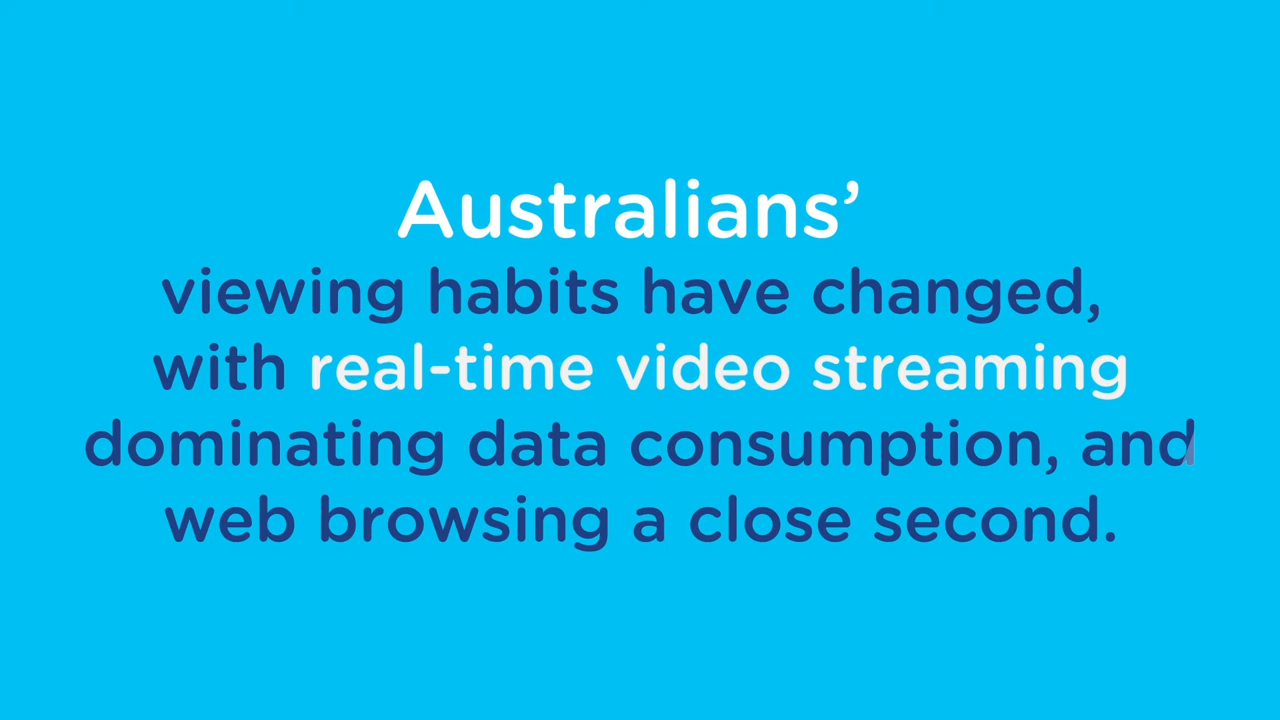 Australians’
viewing habits have changed,
with real-time video streaming
dominating data consumption, and
web browsing a close second.